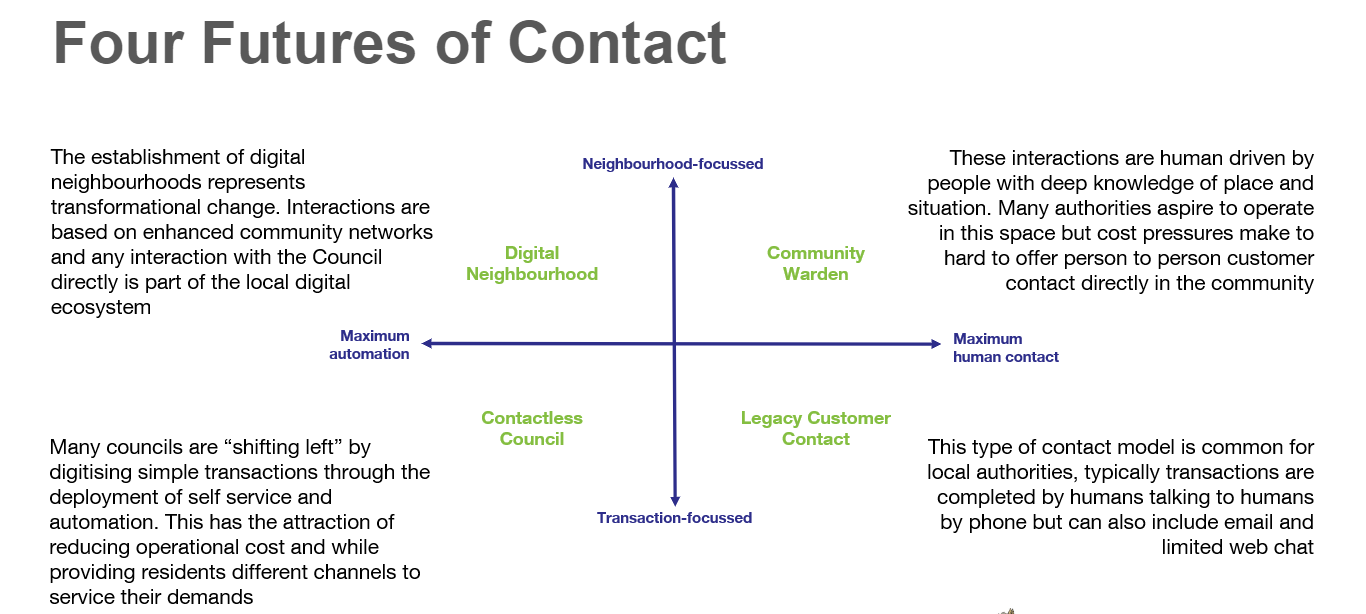 Four Futures of Contact
The establishment of digital
neighbourhoods represents
transformational change. Interactions are
based on enhanced community networks
and any interaction with the Council
directly is part of the local digital
ecosystem
Neighbourhood-focussed
These interactions are human driven by
people with deep knowledge of place and
situation. Many authorities aspire to operate
in this space but cost pressures make to
hard to offer person to person customer
contact directly in the community
Digital
Neighbourhood
Community
Warden
Maximum
automation
Maximum
human contact
Contactless
Council
Legacy Customer
Contact
Many councils are “shifting left” by
digitising simple transactions through the
deployment of self service and
automation. This has the attraction of
reducing operational cost and while
providing residents different channels to
service their demands
Transaction-focussed
This type of contact model is common for
local authorities, typically transactions are
completed by humans talking to humans
by phone but can also include email and
limited web chat